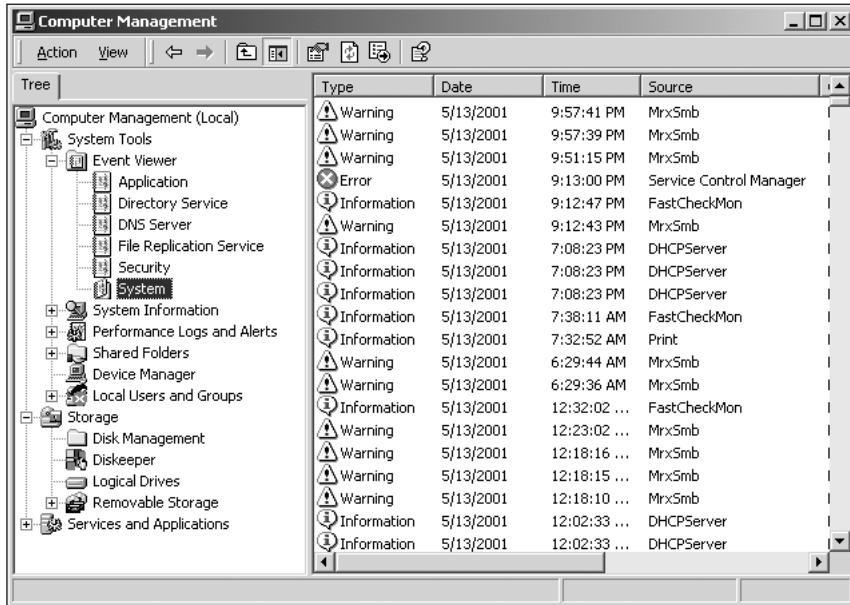 Computer Management
Action View
Tree
Computer Management (Local)
System Tools
Event Viewer
Application
Directory Service
DNS Server
File Replication Service
Security
System
System Information
Performance Logs and Alerts
Shared Folders
Device Manager
Local Users and Groups
Storage
Disk Management
Diskeeper
Logical Drives
Removable Storage
Services and Applications
Type Date Time Source
Warning 5/13/2001 9:57:41 PM MrxSmb
Warning 5/13/2001 9:57:39 PM MrxSmb
Warning 5/13/2001 9:51:15 PM MrxSmb
Error 5/13/2001 9:13:00 PM Service Control Manager
Information 5/13/2001 9:12:47 PM FastCheckMon
Warning 5/13/2001 9:12:43 PM MrxSmb
Information 5/13/2001 7:08:23 PM DHCPServer
Information 5/13/2001 7:08:23 PM DHCPServer
Information 5/13/2001 7:08:23 PM DHCPServer
Information 5/13/2001 7:38:11 AM FastCheckMon
Information 5/13/2001 7:32:52 AM Print
Warning 5/13/2001 6:29:44 AM MrxSmb
Warning 5/13/2001 6:29:36 AM MrxSmb
Information 5/13/2001 12:32:02 ... FastCheckMon
Warning 5/13/2001 12:23:02 ... MrxSmb
Warning 5/13/2001 12:18:16 ... MrxSmb
Warning 5/13/2001 12:18:15 ... MrxSmb
Warning 5/13/2001 12:18:10 ... MrxSmb
Information 5/13/2001 12:02:33 ... DHCPServer
Information 5/13/2001 12:02:33 ... DHCPServer